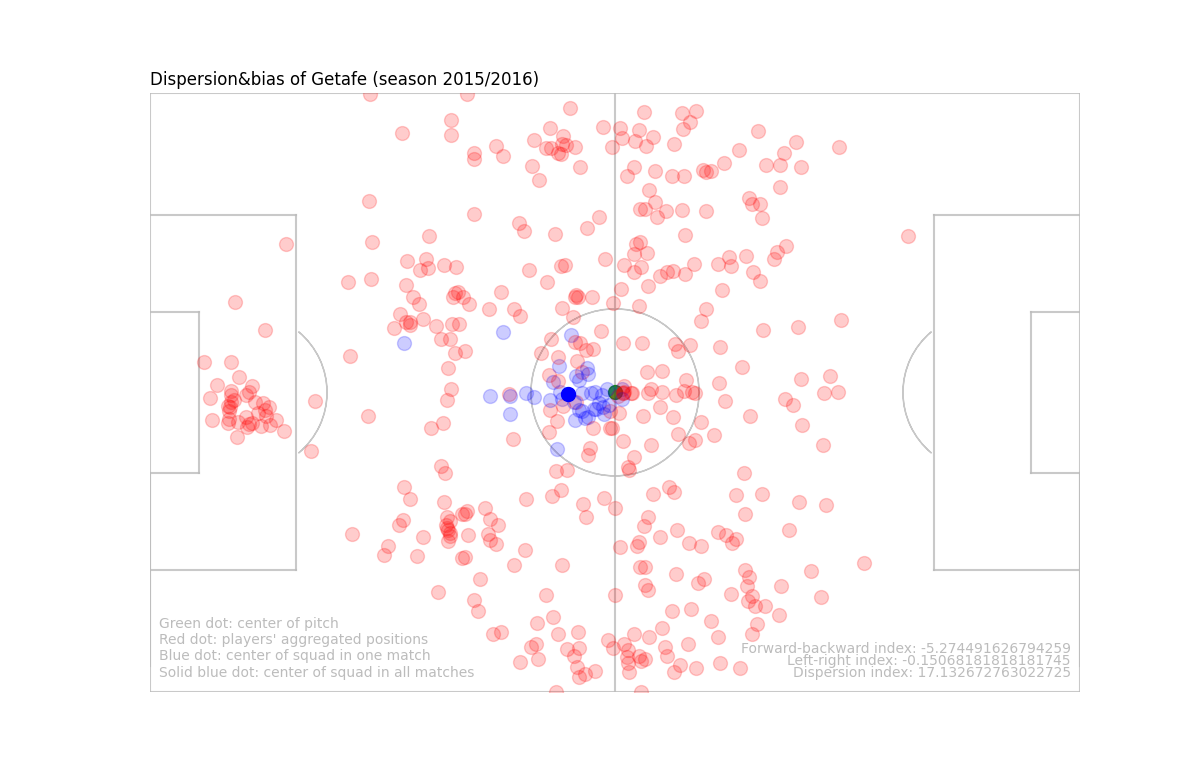 Dispersion&bias of Getafe (season 2015/2016)
Green dot: center of pitch
Red dot: players' aggregated positions
Blue dot: center of squad in one match
Solid blue dot: center of squad in all matches
Forward-backward index: -5.274491626794259
Left-right index: -0.15068181818181745
Dispersion index: 17.132672763022725